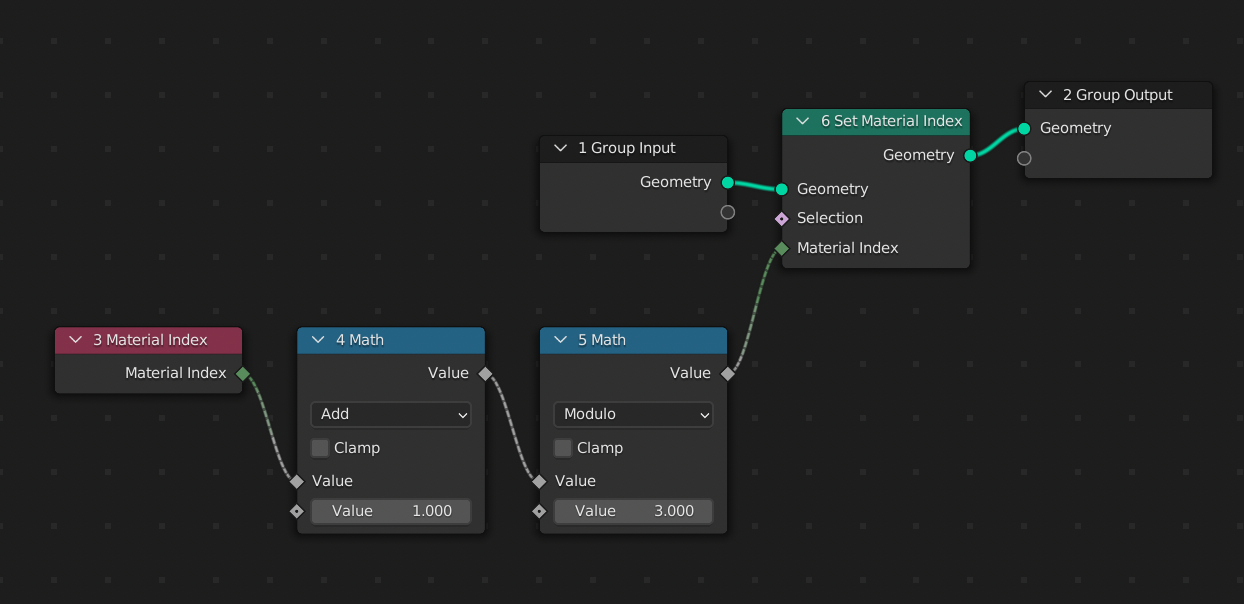 2 Group Output
Geometry
6 Set Material Index
Geometry
Geometry
Selection
Material Index
1 Group Input
Geometry
3 Material Index
Material Index
4 Math
Value
Add
Clamp
Value
Value 1.000
5 Math
Value
Modulo
Clamp
Value
Value 3.000